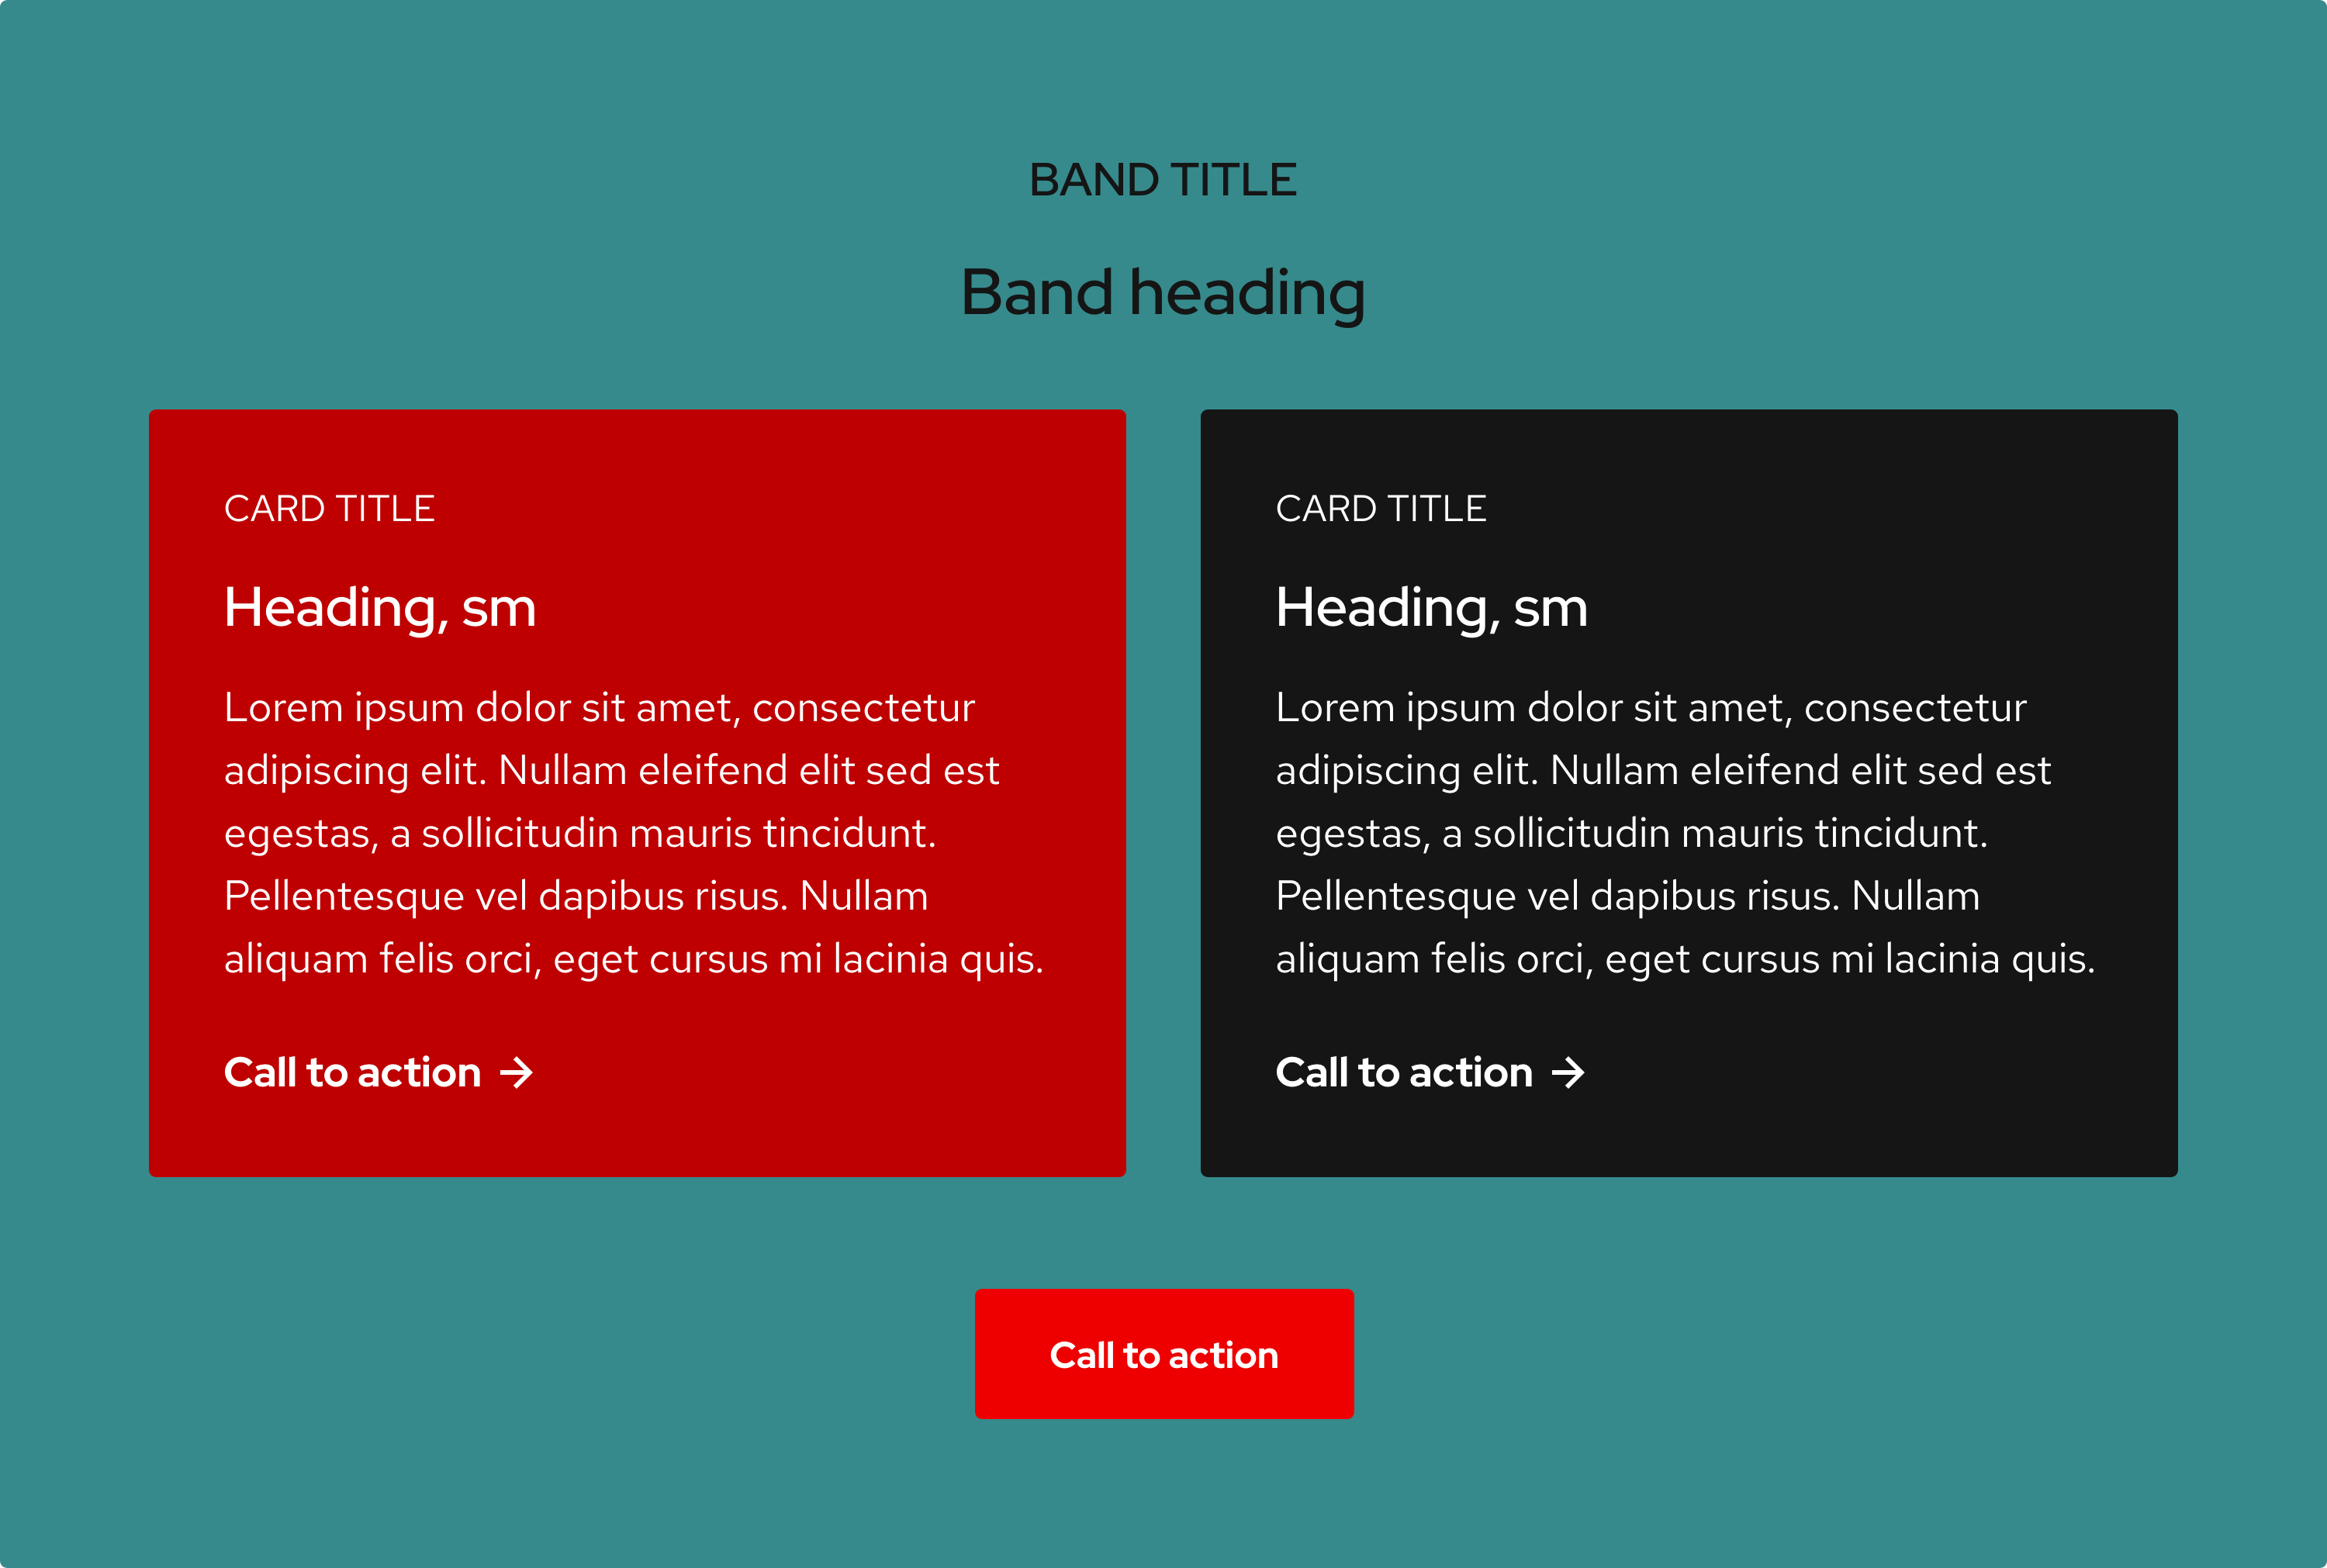 BAND TITLE
Band heading
CARD TITLE
Heading, sm
Lorem ipsum dolor sit amet, consectetur
adipiscing elit. Nullam eleifend elit sed est
egestas, a sollicitudin mauris tincidunt.
Pellentesque vel dapibus risus. Nullam
aliquam felis orci, eget cursus mi lacinia quis.
Call to action →
CARD TITLE
Heading, sm
Lorem ipsum dolor sit amet, consectetur
adipiscing elit. Nullam eleifend elit sed est
egestas, a sollicitudin mauris tincidunt.
Pellentesque vel dapibus risus. Nullam
aliquam felis orci, eget cursus mi lacinia quis.
Call to action →
Call to action